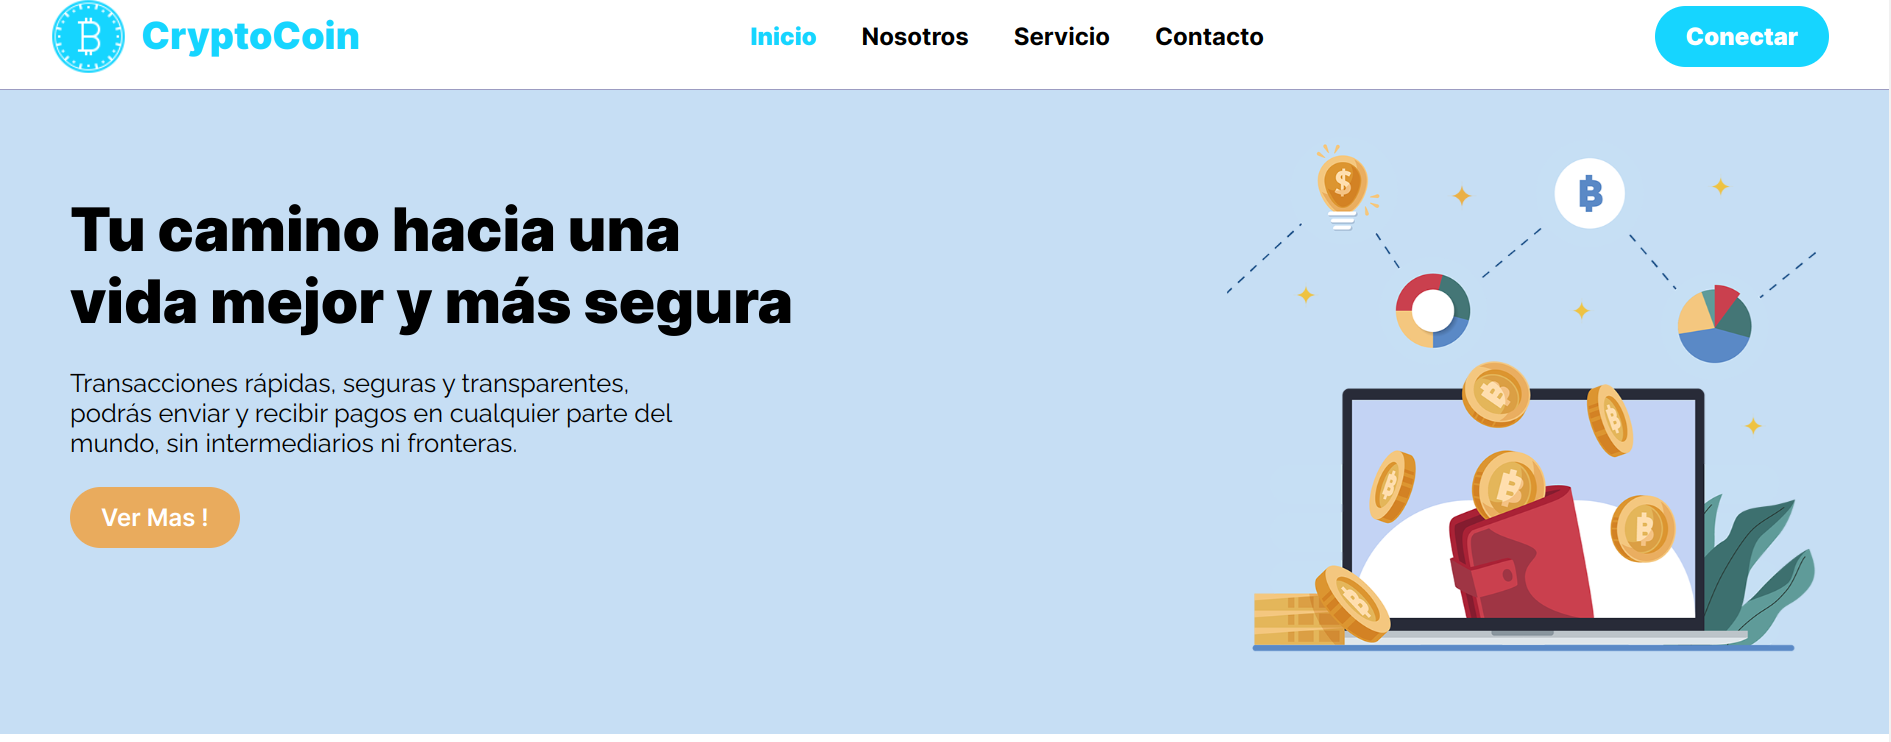 CryptoCoin
Inicio
Nosotros
Servicio
Contacto
Conectar
Tu camino hacia una
vida mejor y más segura
Transacciones rápidas, seguras y transparentes,
podrás enviar y recibir pagos en cualquier parte del
mundo, sin intermediarios ni fronteras.
Ver Mas !